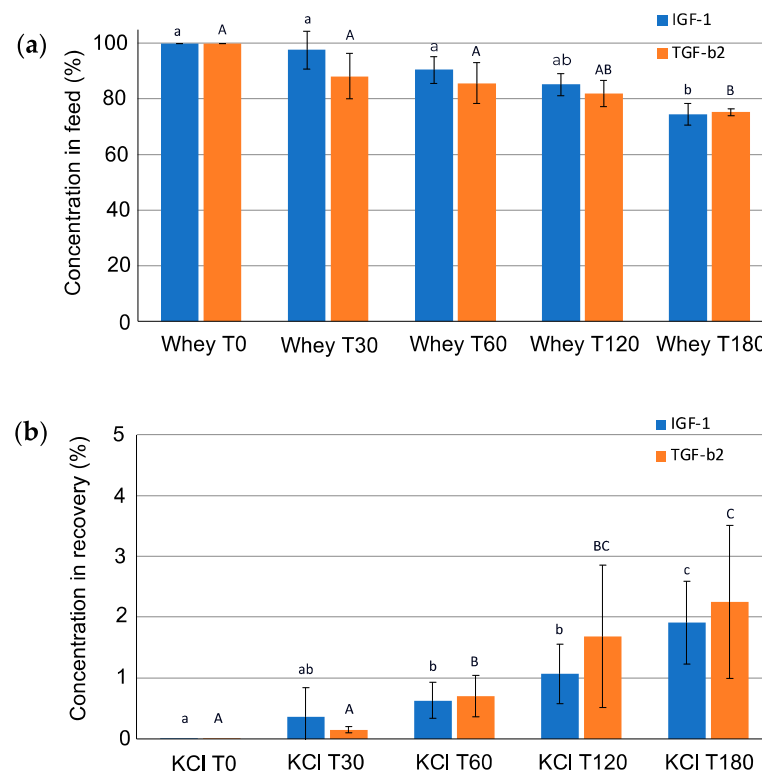 (a)
IGF-1
TGF-b2
Concentration in feed (%)
100
80
60
40
20
0
a A a A a A ab AB b B
Whey T0 Whey T30 Whey T60 Whey T120 Whey T180
(b)
IGF-1
TGF-b2
Concentration in recovery (%)
5
4
3
2
1
0
a A ab A b B b BC c C
KCl T0 KCl T30 KCl T60 KCl T120 KCl T180